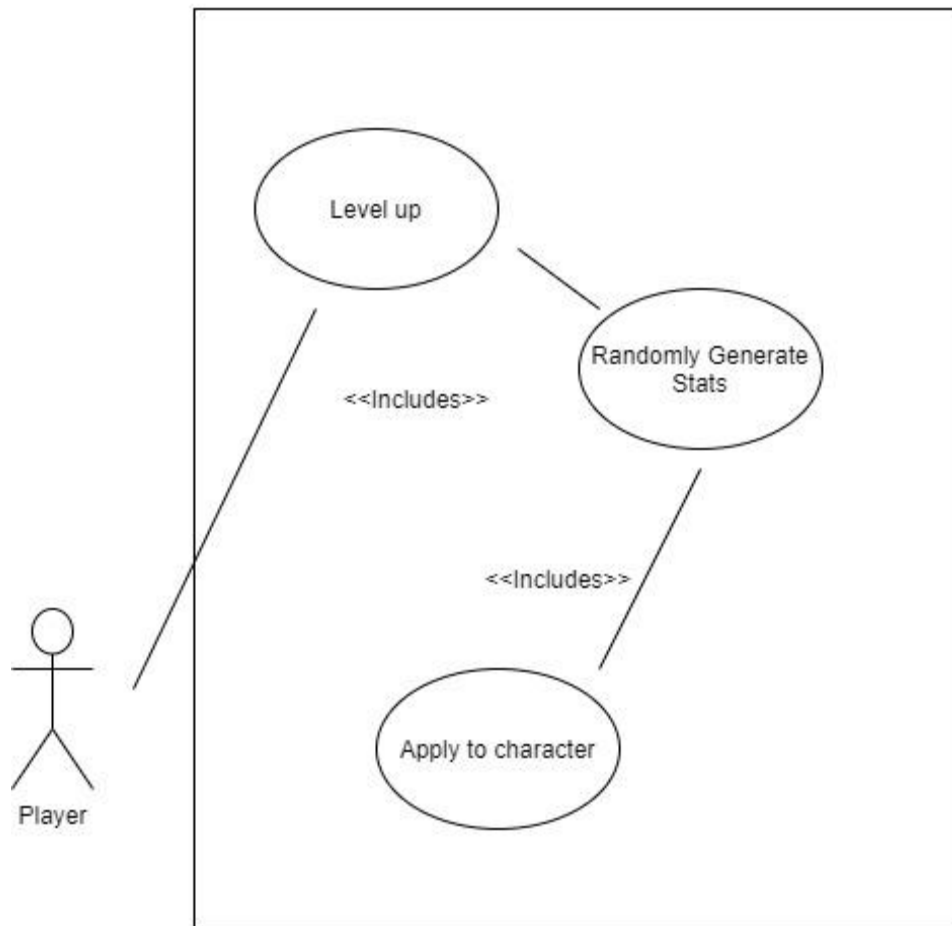 Level up
Randomly Generate
Stats
<<Includes>>
<<Includes>>
Apply to character
Player